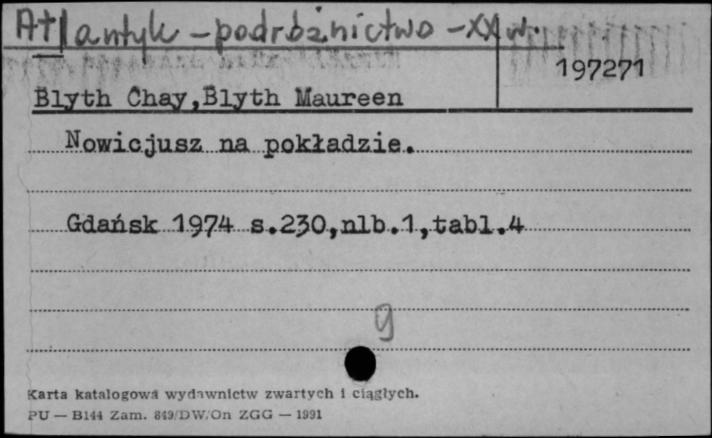 Atlantyk – podróżnictwo – XX w.
197271
Blyth Chay,Blyth Maureen
Nowicjusz na pokładzie.
Gdańsk 1974 s.230,nlb.1,tabl.4
g
Karta katalogowa wydawnictw zwartych i ciągłych.
PU — B144 Zam. 849/DW/On ZGG — 1991